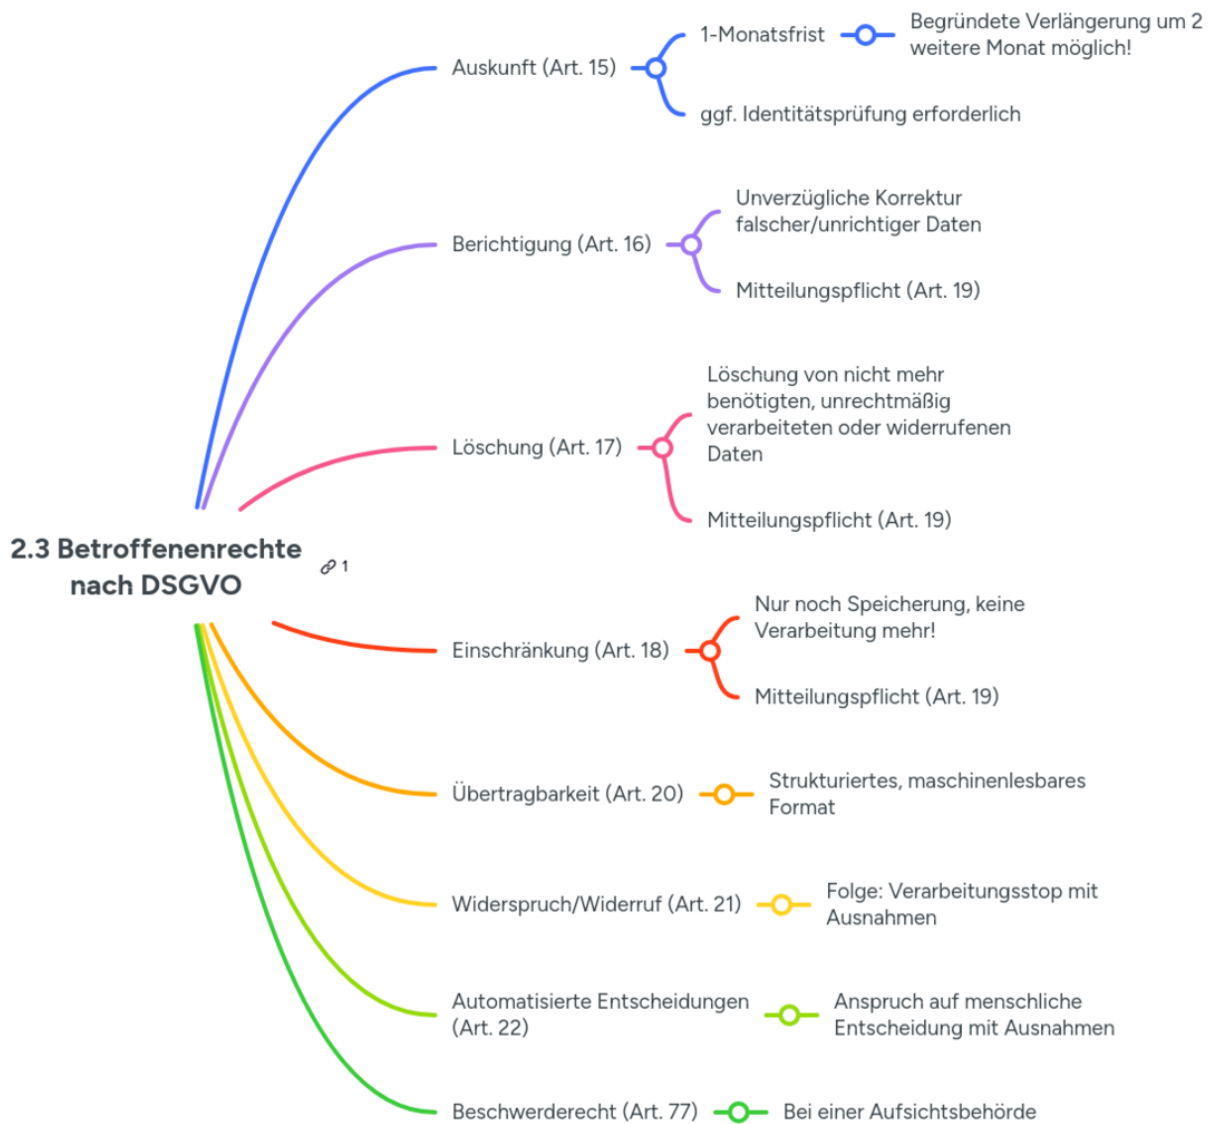 2.3 Betroffenenrechte
nach DSGVO
1
Auskunft (Art. 15)
1-Monatsfrist
Begründete Verlängerung um 2
weitere Monat möglich!
ggf. Identitätsprüfung erforderlich
Berichtigung (Art. 16)
Unverzügliche Korrektur
falscher/unrichtiger Daten
Mitteilungspflicht (Art. 19)
Löschung (Art. 17)
Löschung von nicht mehr
benötigten, unrechtmäßig
verarbeiteten oder widerrufenen
Daten
Mitteilungspflicht (Art. 19)
Einschränkung (Art. 18)
Nur noch Speicherung, keine
Verarbeitung mehr!
Mitteilungspflicht (Art. 19)
Übertragbarkeit (Art. 20)
Strukturiertes, maschinenlesbares
Format
Widerspruch/Widerruf (Art. 21)
Folge: Verarbeitungsstop mit
Ausnahmen
Automatisierte Entscheidungen
(Art. 22)
Anspruch auf menschliche
Entscheidung mit Ausnahmen
Beschwerderecht (Art. 77)
Bei einer Aufsichtsbehörde